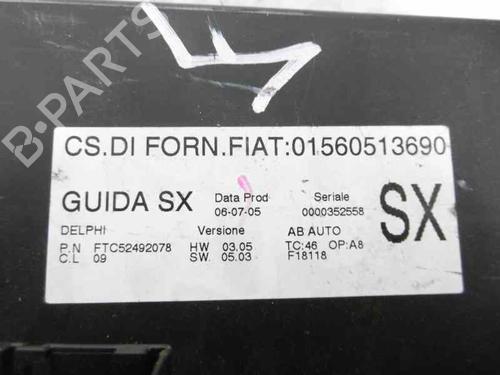 B-PARTS
CS.DI FORN.FIAT:01560513690
GUIDA SX
Data Prod
06-07-05
Seriale
0000352558
SX
DELPHI
Versione
AB AUTO
P.N FTC52492078
HW 03.05
TC:46 OP:A8
C.L 09
SW. 05.03
F18118